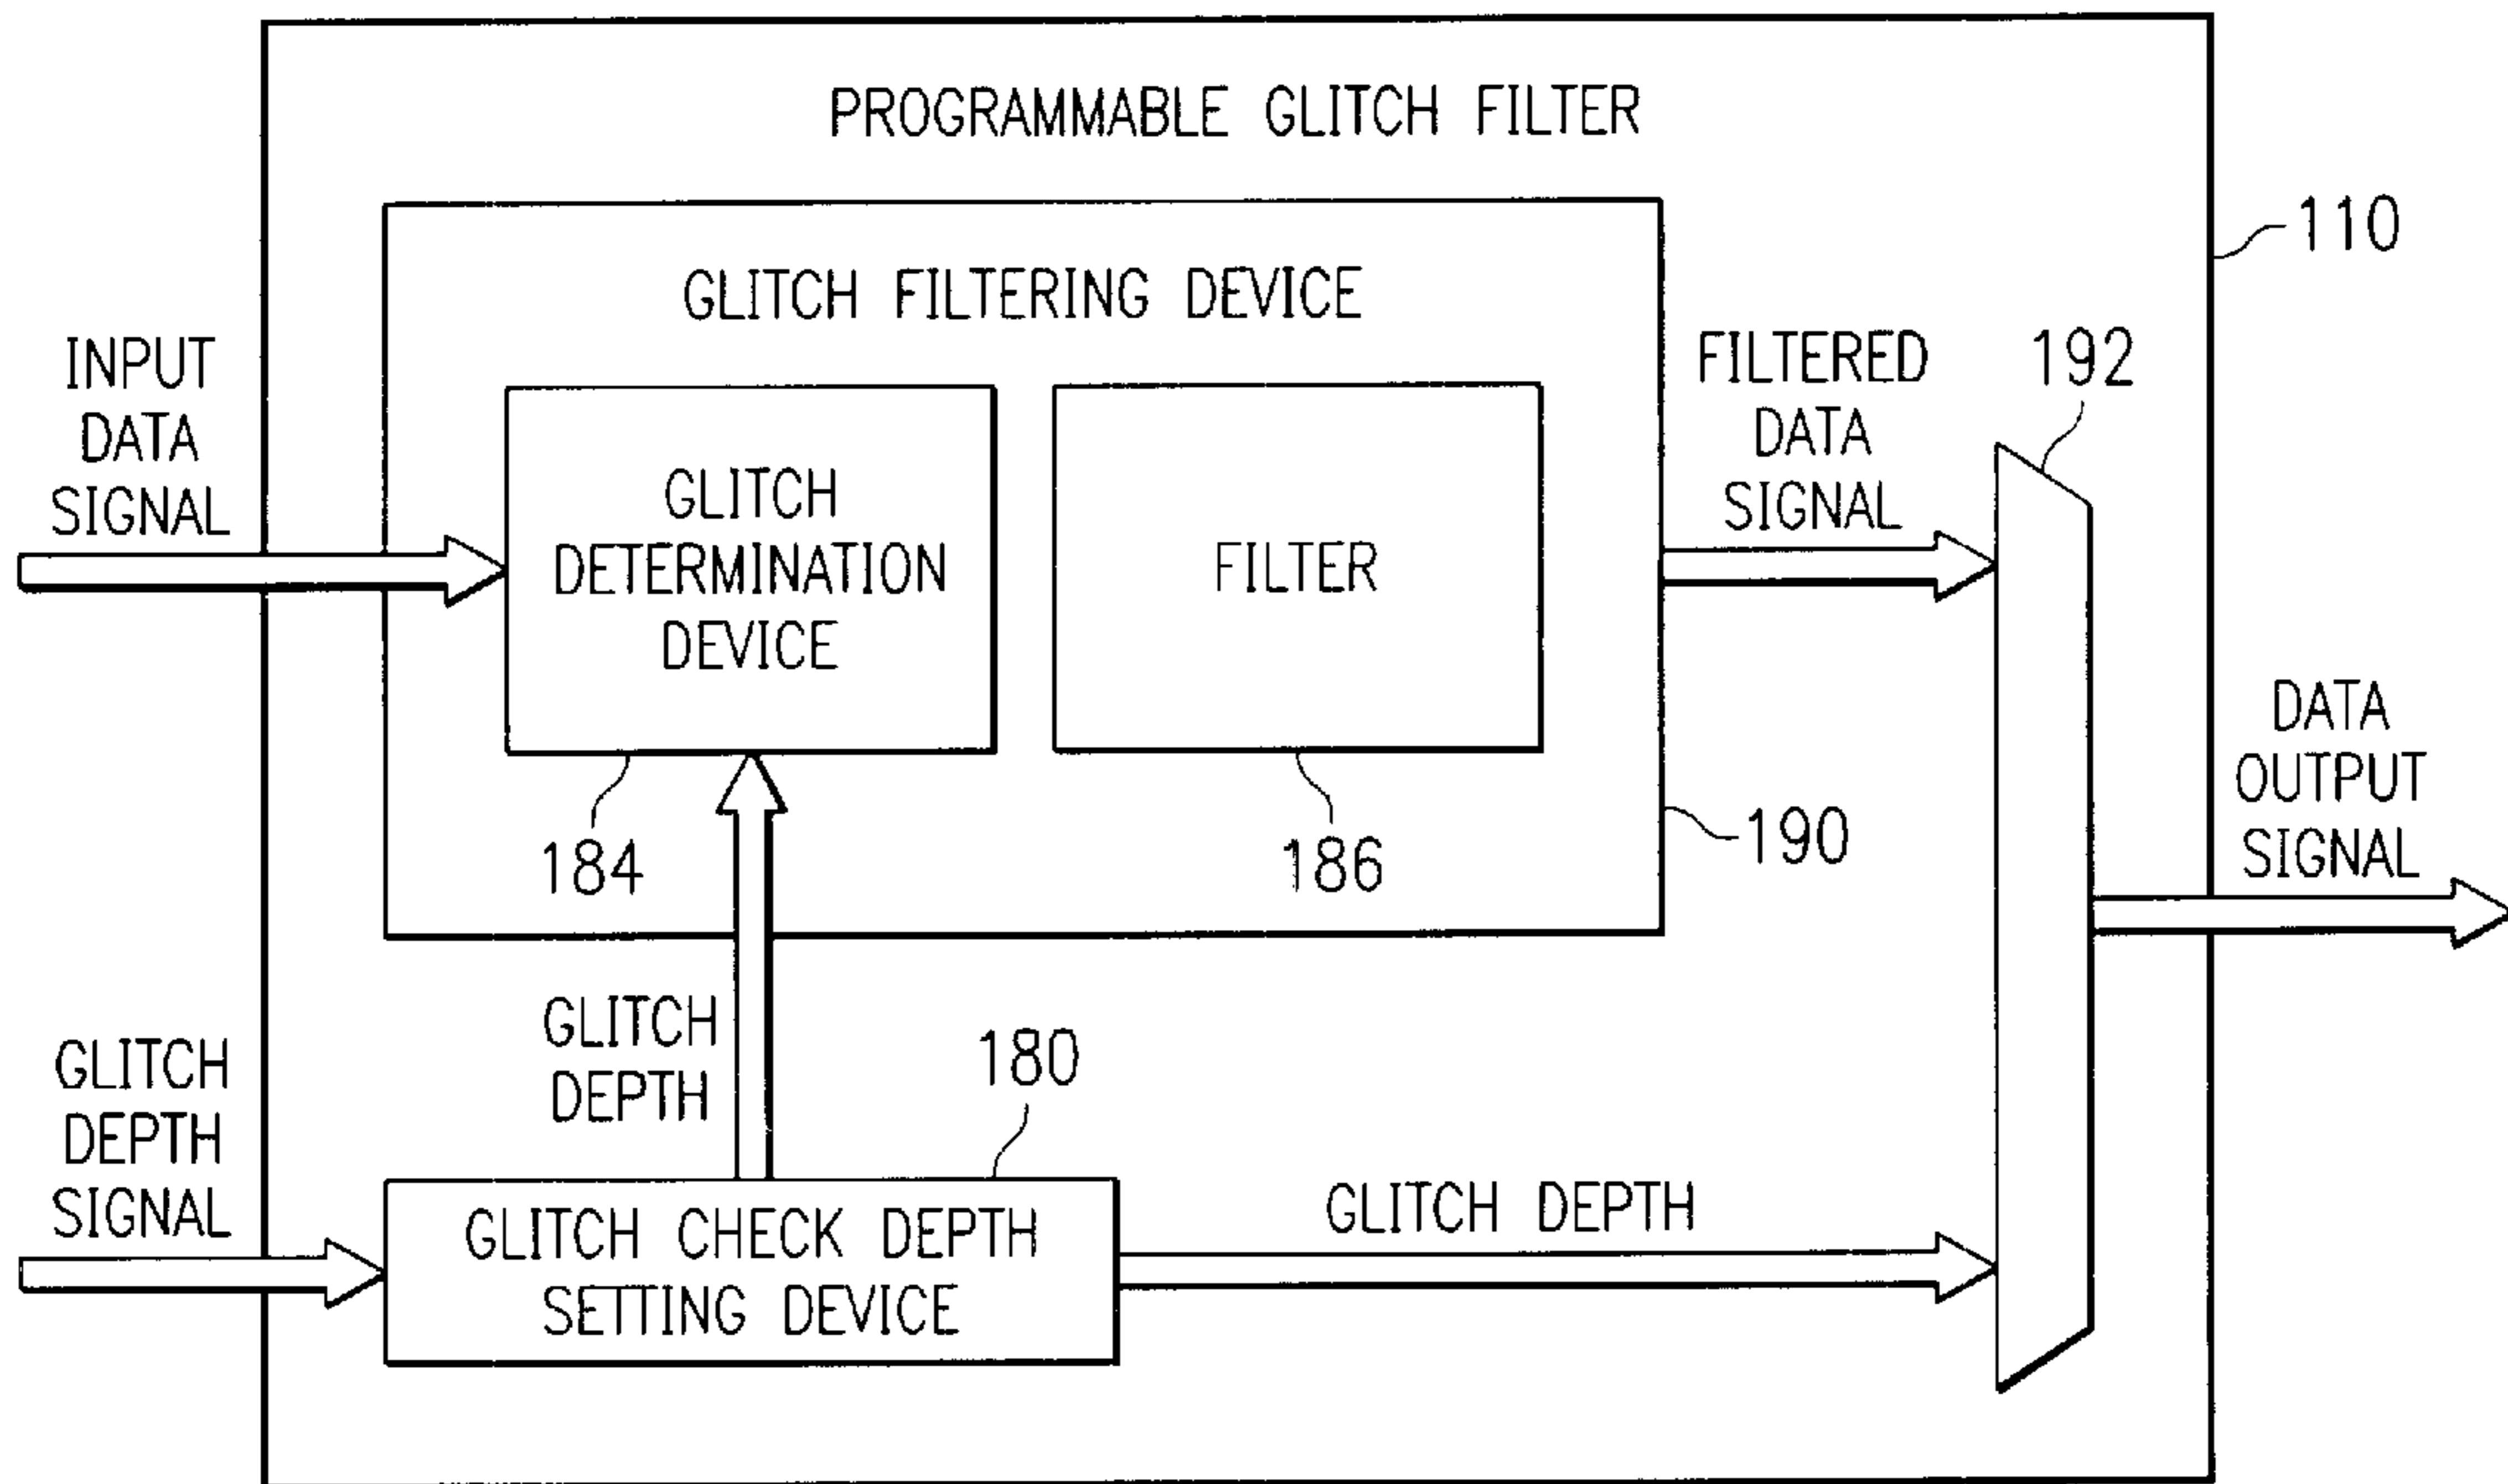 PROGRAMMABLE GLITCH FILTER
110
GLITCH FILTERING DEVICE
INPUT
DATA
SIGNAL
GLITCH
DETERMINATION
DEVICE
FILTER
FILTERED
DATA
SIGNAL
192
184
186
190
DATA
OUTPUT
SIGNAL
GLITCH
DEPTH
180
GLITCH
DEPTH
SIGNAL
GLITCH CHECK DEPTH
SETTING DEVICE
GLITCH DEPTH